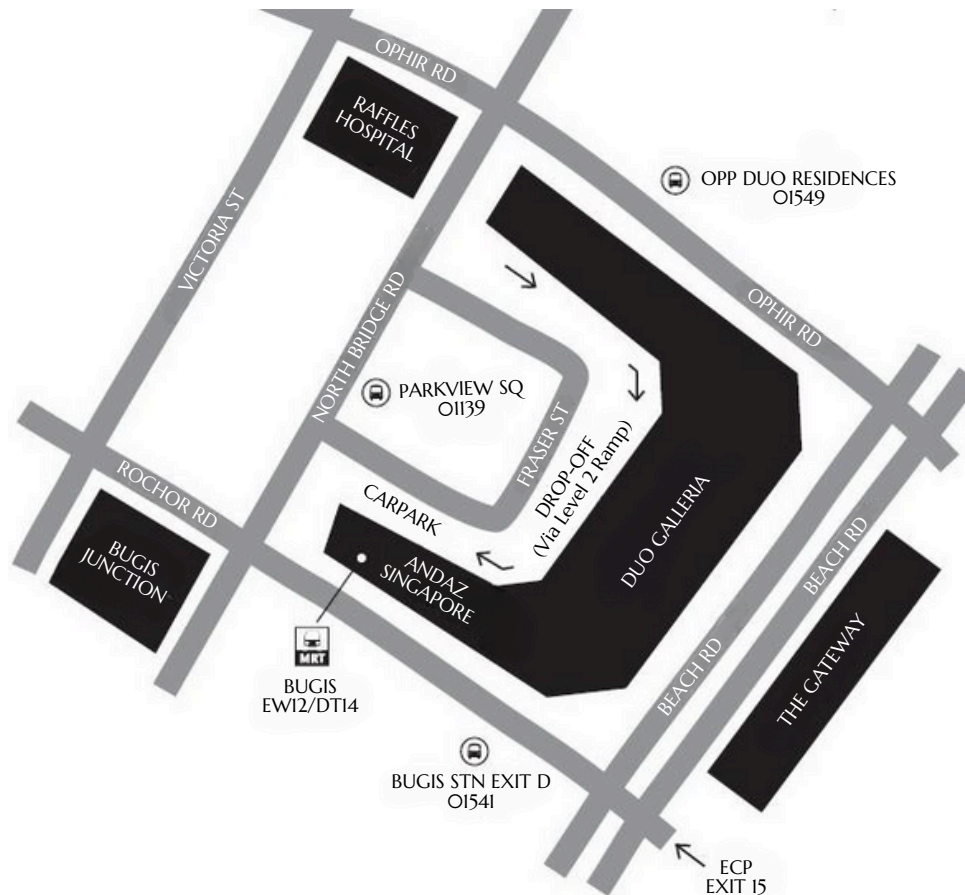 OPHIR RD
RAFFLES
HOSPITAL
OPP DUO RESIDENCES
01549
VICTORIA ST
NORTH BRIDGE RD
OPHIR RD
PARKVIEW SQ
01139
FRASER ST
DROP-OFF
(Via Level 2 Ramp)
ROCHOR RD
CARPARK
DUO GALLERIA
BEACH RD
BUGIS
JUNCTION
ANDAZ
SINGAPORE
MRT
BUGIS
EW12/DT14
BEACH RD
THE GATEWAY
BUGIS STN EXIT D
01541
ECP
EXIT 15